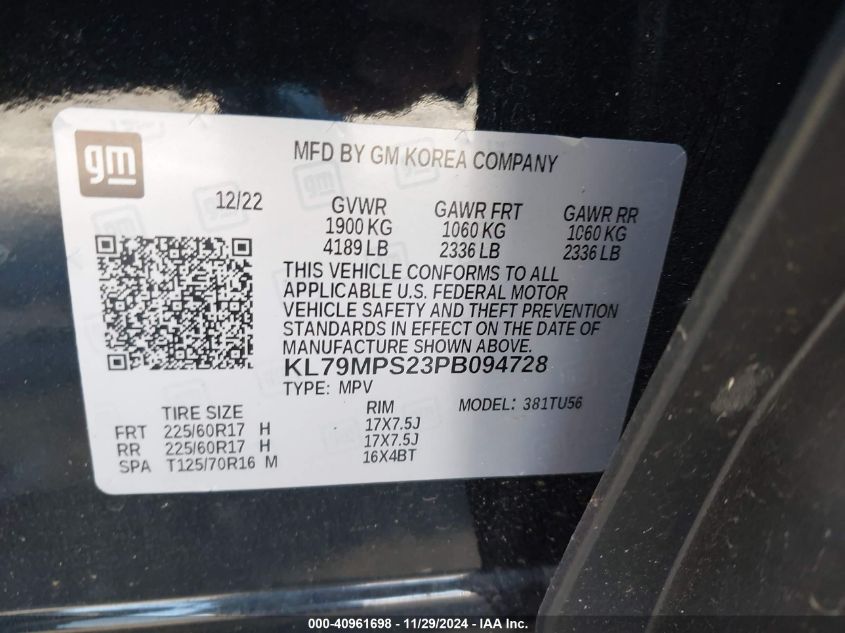 gm
MFD BY GM KOREA COMPANY
12/22
GVWR GAWR FRT GAWR RR
1900 KG 1060 KG 1060 KG
4189 LB 2336 LB 2336 LB
THIS VEHICLE CONFORMS TO ALL
APPLICABLE U.S. FEDERAL MOTOR
VEHICLE SAFETY AND THEFT PREVENTION
STANDARDS IN EFFECT ON THE DATE OF
MANUFACTURE SHOWN ABOVE.
KL79MPS23PB094728
TYPE: MPV MODEL: 381TU56
TIRE SIZE RIM
FRT 225/60R17 H 17X7.5J
RR 225/60R17 H 17X7.5J
SPA T125/70R16 M 16X4BT
000-40961698 - 11/29/2024 - IAA Inc.